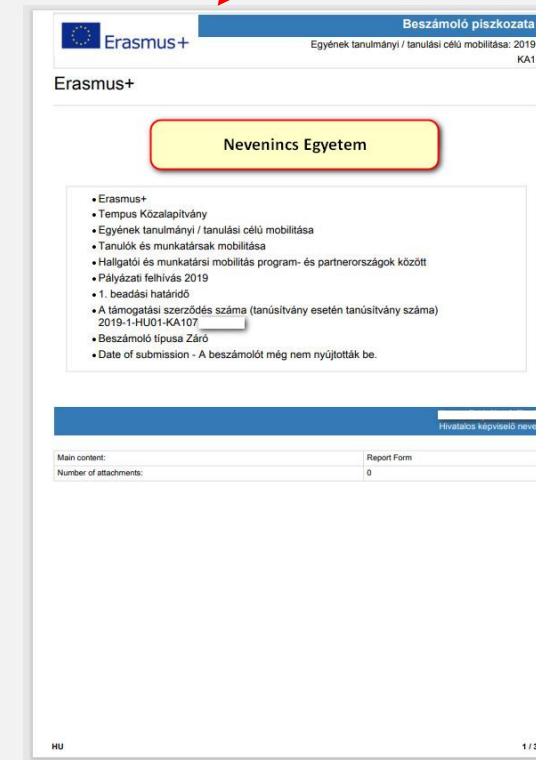 Beszámoló piszkozata
Erasmus+
Egyének tanulmányi / tanulási célú mobilitása: 2019
KA1
Erasmus+
Nevenincs Egyetem
• Erasmus+
• Tempus Közalapítvány
• Egyének tanulmányi / tanulási célú mobilitása
• Tanulók és munkatársak mobilitása
• Hallgatói és munkatársi mobilitás program- és partnerországok között
• Pályázati felhívás 2019
• 1. beadási határidő
• A támogatási szerződés száma (tanúsítvány esetén tanúsítvány száma)
2019-1-HU01-KA107
• Beszámoló típusa Záró
• Date of submission - A beszámolót még nem nyújtották be.
Hivatalos képviselő neve
Main content: Report Form
Number of attachments: 0
HU 1 / 3